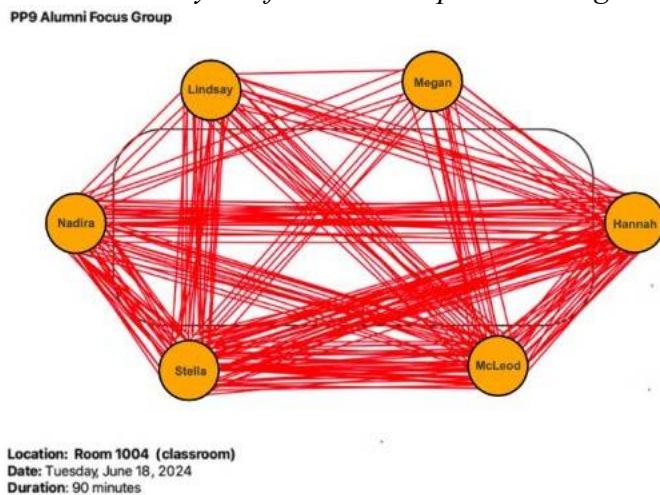 PP9 Alumni Focus Group
Lindsay
Megan
Nadira
Hannah
Stella
McLeod
Location: Room 1004 (classroom)
Date: Tuesday, June 18, 2024
Duration: 90 minutes